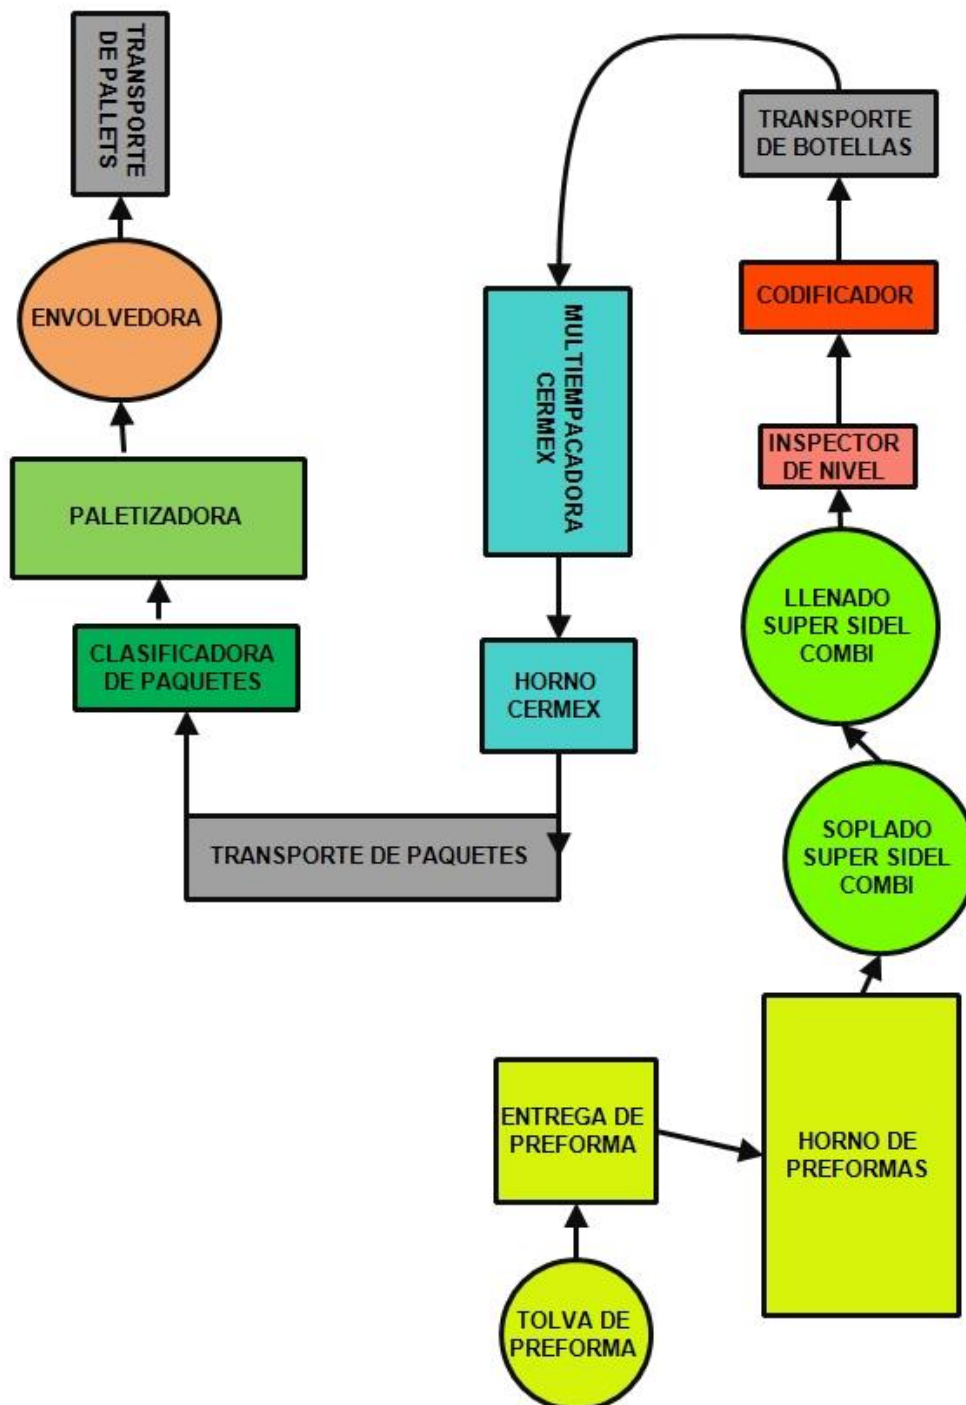 TRANSPORTE
DE PALLETS
ENVOLVEDORA
PALETIZADORA
CLASIFICADORA
DE PAQUETES
TRANSPORTE DE PAQUETES
MULTIEMPACADORA
CERMEX
HORNO
CERMEX
TRANSPORTE
DE BOTELLAS
CODIFICADOR
INSPECTOR
DE NIVEL
LLENADO
SUPER SIDEL
COMBI
SOPLADO
SUPER SIDEL
COMBI
ENTREGA DE
PREFORMA
HORNO DE
PREFORMAS
TOLVA DE
PREFORMA